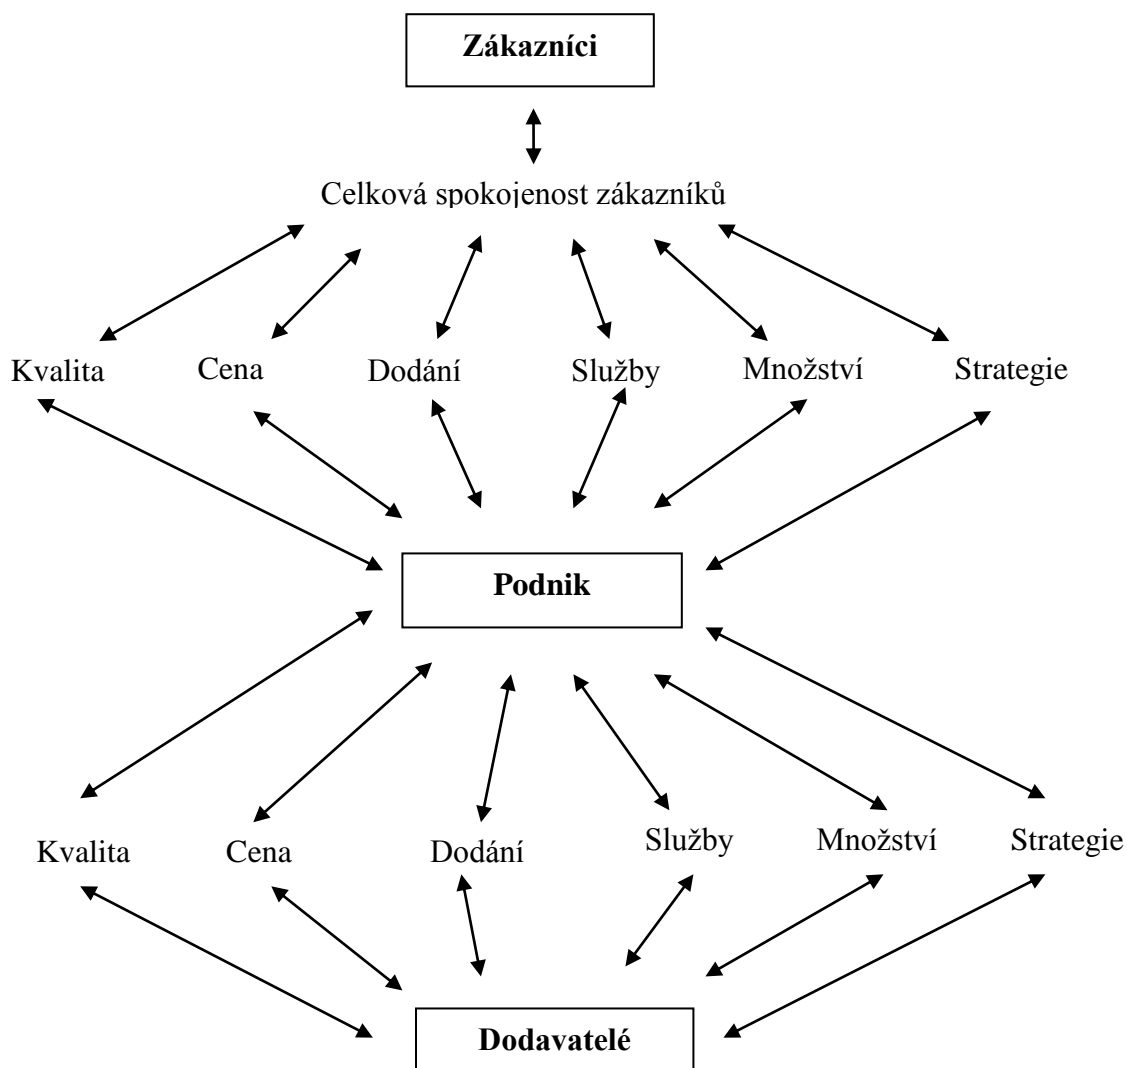 Zákazníci
Celková spokojenost zákazníků
Kvalita Cena Dodání Služby Množství Strategie
Podnik
Kvalita Cena Dodání Služby Množství Strategie
Dodavatelé